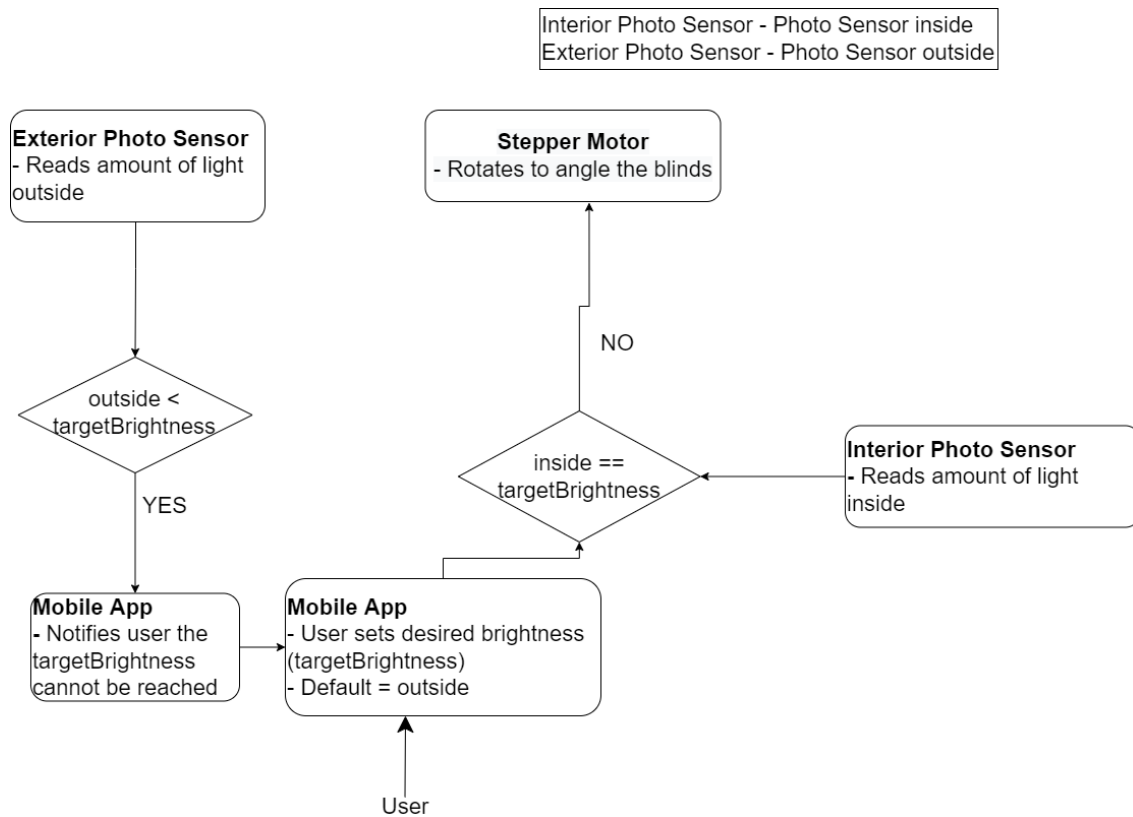 Interior Photo Sensor - Photo Sensor inside
Exterior Photo Sensor - Photo Sensor outside
Exterior Photo Sensor
- Reads amount of light
outside
Stepper Motor
- Rotates to angle the blinds
NO
outside <
targetBrightness
inside ==
targetBrightness
Interior Photo Sensor
- Reads amount of light
inside
YES
Mobile App
- Notifies user the
targetBrightness
cannot be reached
Mobile App
- User sets desired brightness
(targetBrightness)
- Default = outside
User